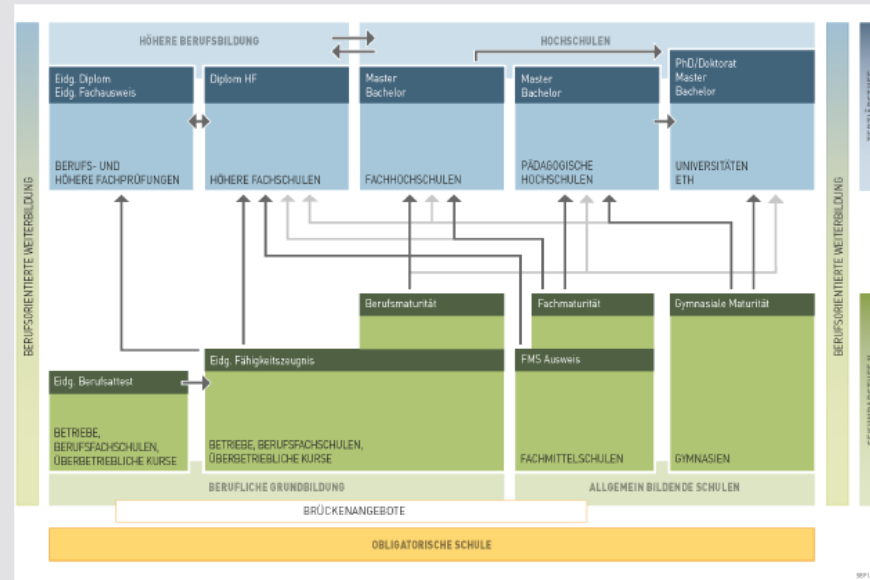 HÖHERE BERUFSBILDUNG
HOCHSCHULEN
Eidg. Diplom
Eidg. Fachausweis
Diplom HF
Master
Bachelor
Master
Bachelor
PhD/Doktorat
Master
Bachelor
BERUFS- UND
HÖHERE FACHPRÜFUNGEN
HÖHERE FACHSCHULEN
FACHHOCHSCHULEN
PÄDAGOGISCHE
HOCHSCHULEN
UNIVERSITÄTEN
ETH
BERUFSORIENTIERTE WEITERBILDUNG
BERUFSORIENTIERTE WEITERBILDUNG
Berufsmaturität
Fachmaturität
Gymnasiale Maturität
Eidg. Fähigkeitszeugnis
FMS Ausweis
Eidg. Berufsattest
BETRIEBE,
BERUFSFACHSCHULEN,
ÜBERBETRIEBLICHE KURSE
BETRIEBE, BERUFSFACHSCHULEN,
ÜBERBETRIEBLICHE KURSE
FACHMITTELSCHULEN
GYMNASIEN
BERUFLICHE GRUNDBILDUNG
ALLGEMEIN BILDENDE SCHULEN
BRÜCKENANGEBOTE
OBLIGATORISCHE SCHULE